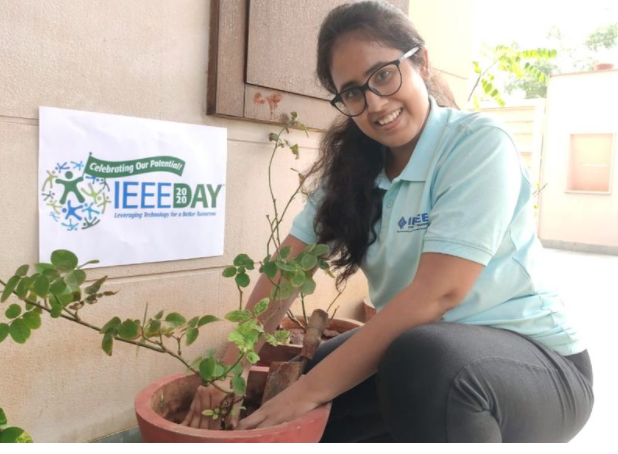 Celebrating Our Potential!
IEEE 2020 DAY
Leveraging Technology for a Better Tomorrow
IEEE